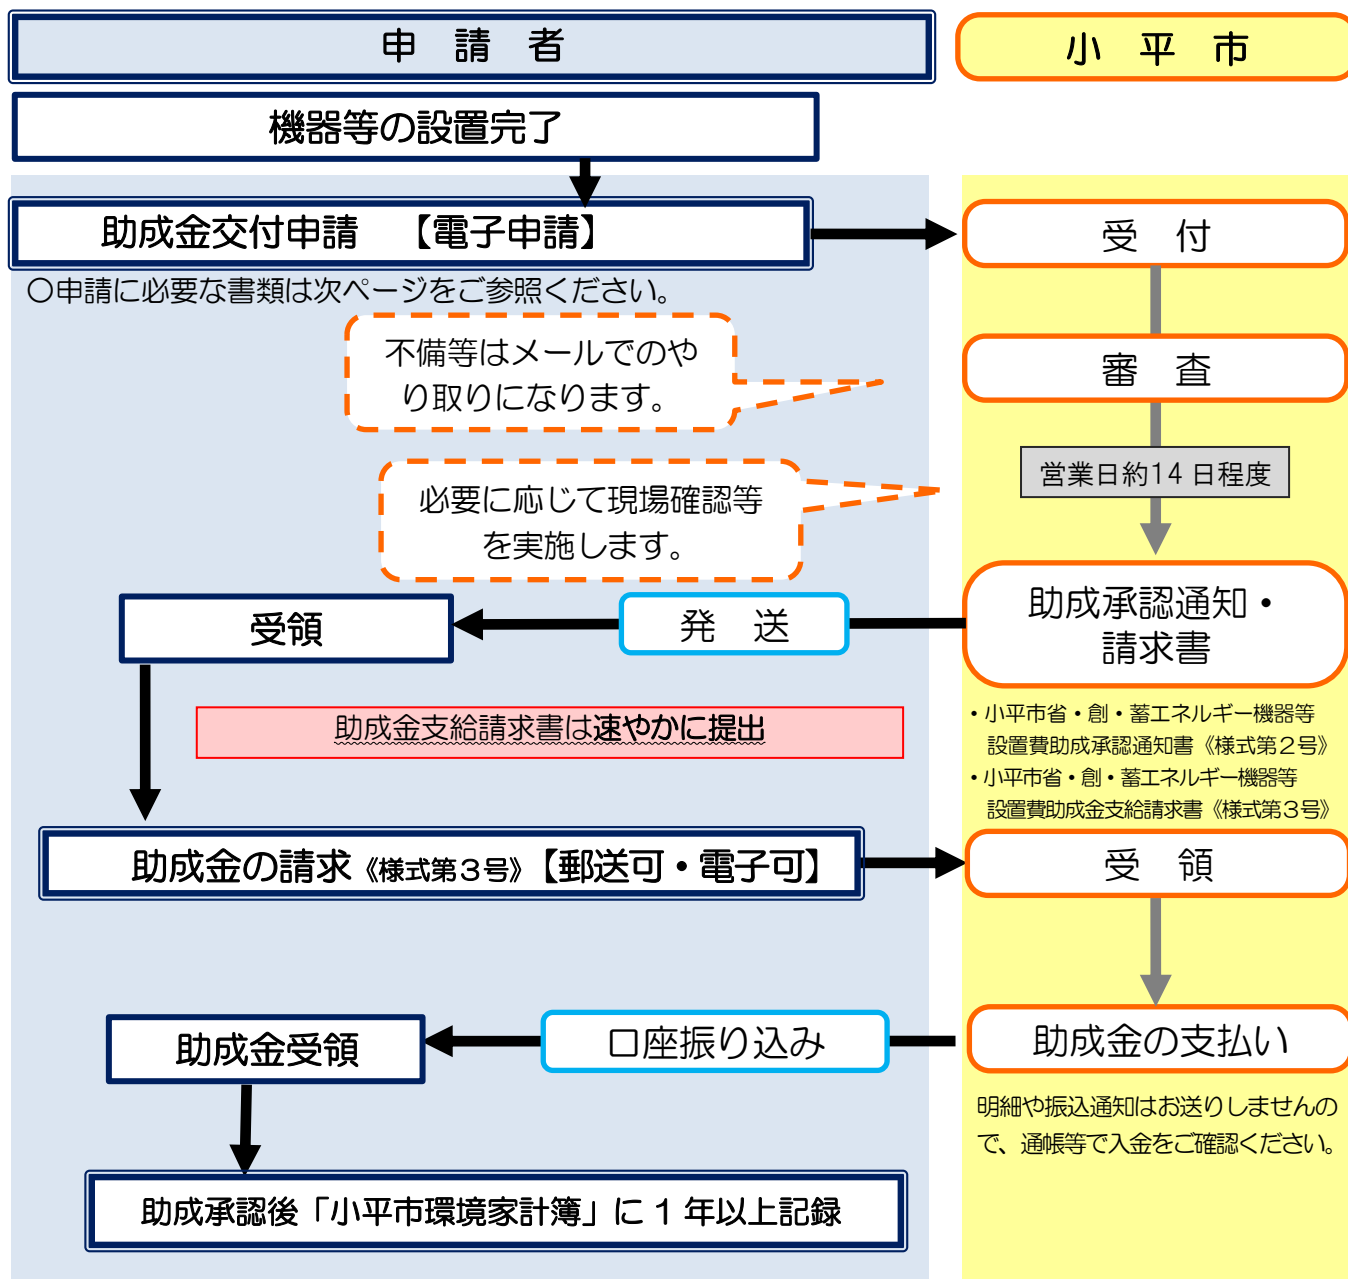 申　請　者
小　平　市
機器等の設置完了
助成金交付申請　【電子申請】
受　付
〇申請に必要な書類は次ページをご参照ください。
不備等はメールでのや
り取りになります。
審　査
営業日約14日程度
必要に応じて現場確認等
を実施します。
助成承認通知・
請求書
発　送
受領
・小平市省・創・蓄エネルギー機器等
設置費助成承認通知書《様式第２号》
・小平市省・創・蓄エネルギー機器等
設置費助成金支給請求書《様式第３号》
助成金支給請求書は速やかに提出
助成金の請求《様式第３号》【郵送可・電子可】
受　領
助成金の支払い
口座振り込み
助成金受領
明細や振込通知はお送りしませんの
で、通帳等で入金をご確認ください。
助成承認後「小平市環境家計簿」に１年以上記録